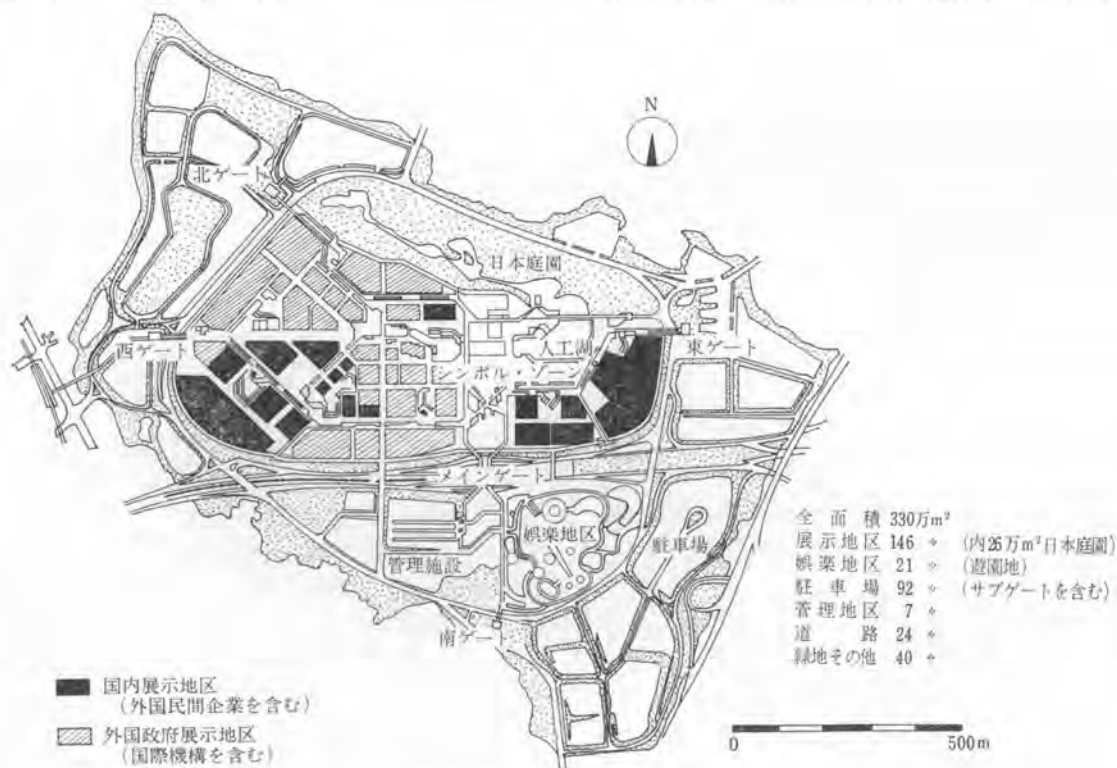 N
北ゲート
日本庭園
西ゲート
人工湖
東ゲート
シンボル・ゾーン
メインゲート
娯楽地区
駐車場
管理施設
南ゲート
全面積 330万m²
展示地区 146 〃 (内26万m²日本庭園)
娯楽地区 21 〃 (遊園地)
駐車場 92 〃 (サブゲートを含む)
管理地区 7 〃
道路 24 〃
緑地その他 40 〃
国内展示地区
(外国民間企業を含む)
外国政府展示地区
(国際機構を含む)
0 500m